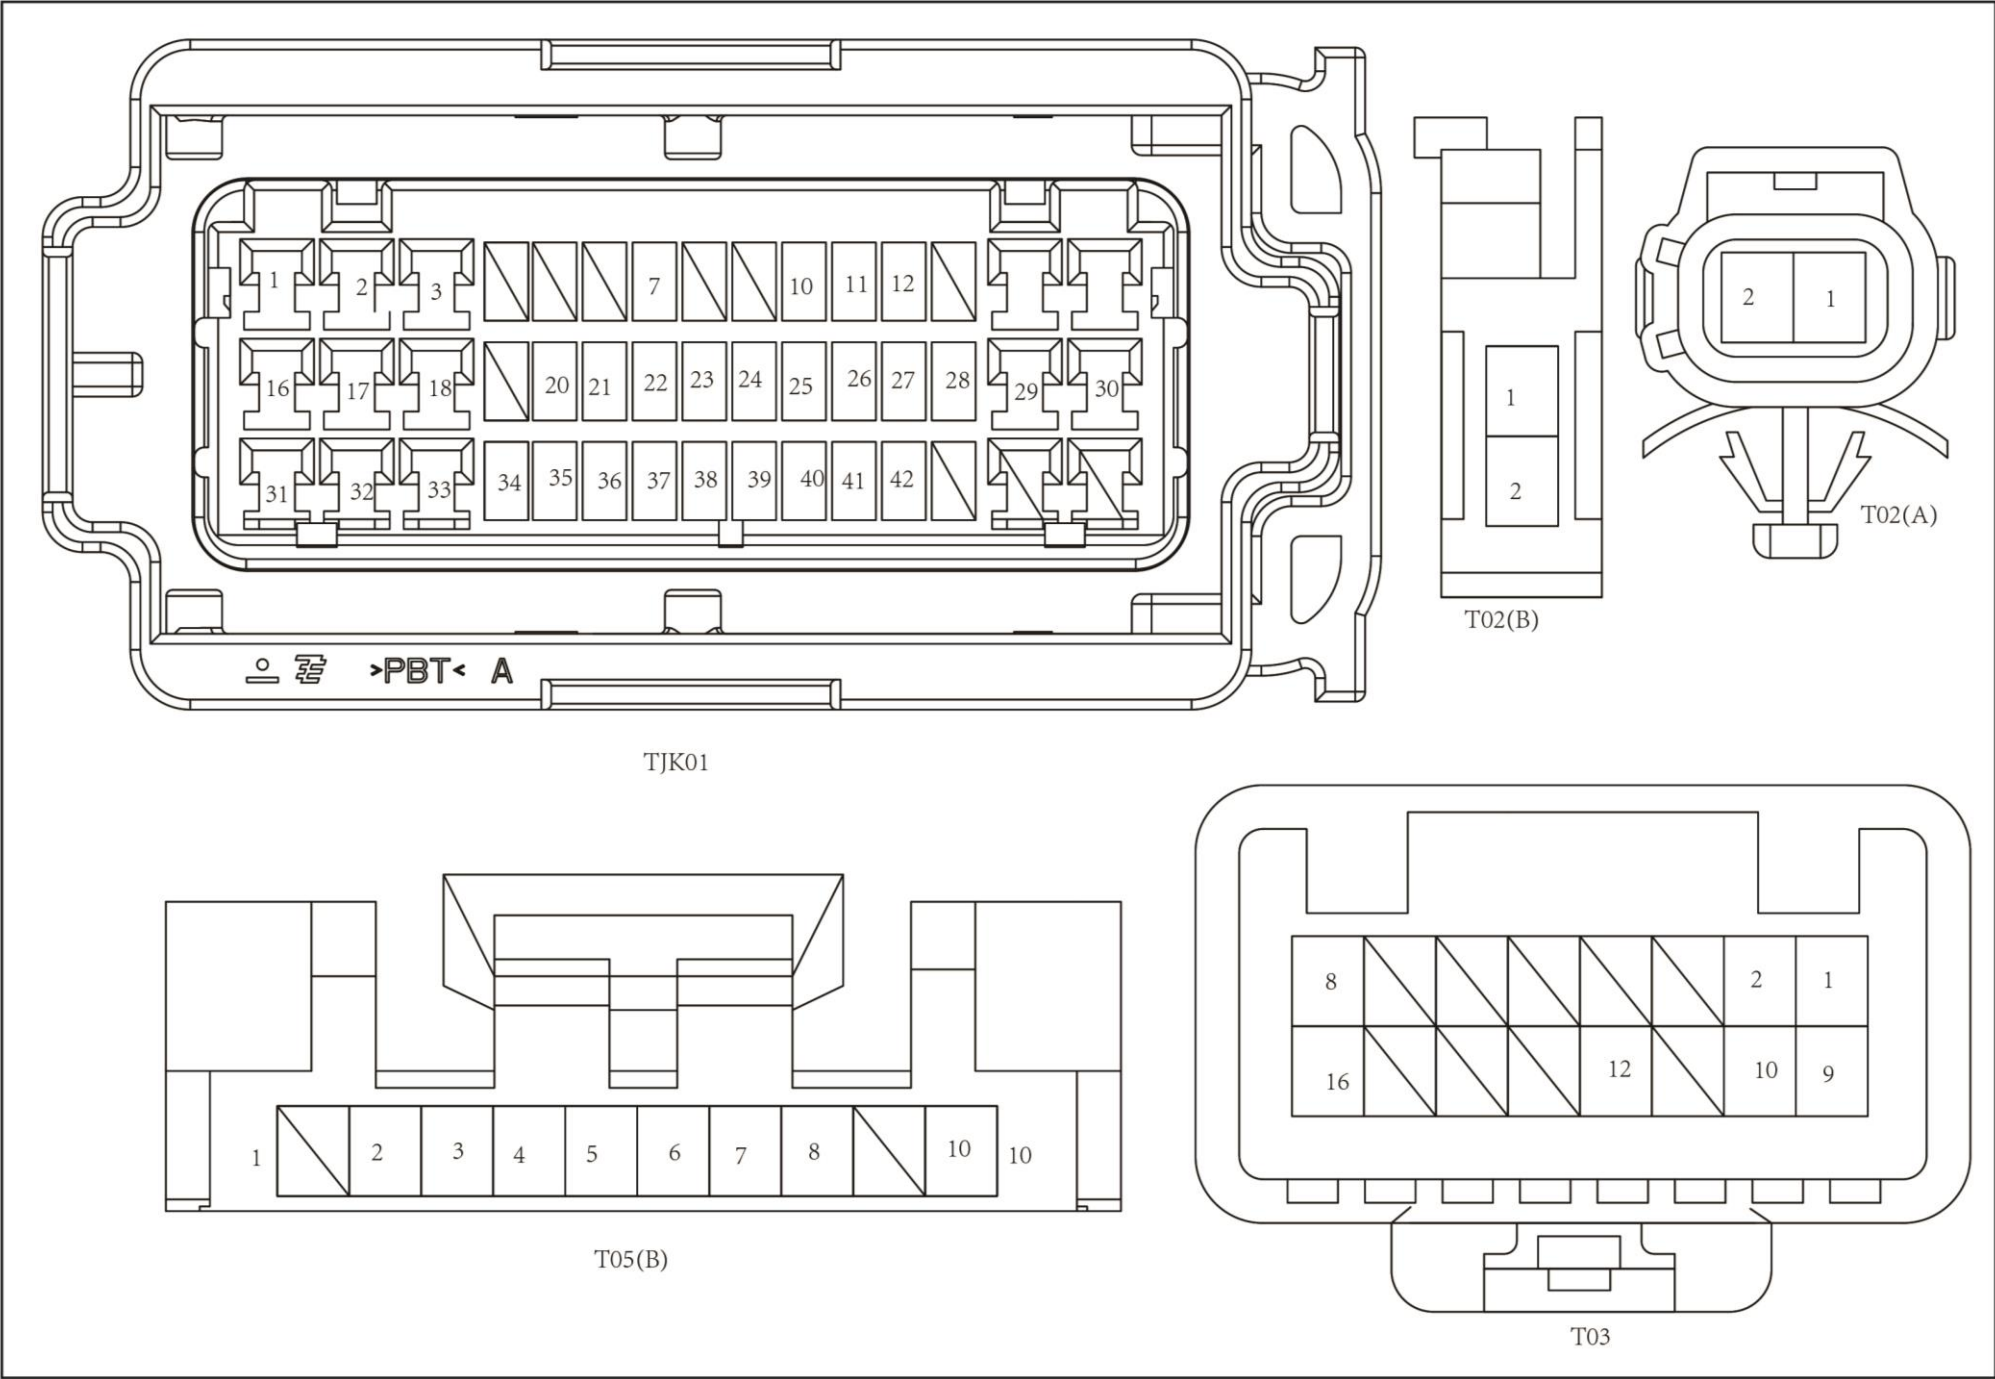 1 2 3 7 10 11 12
16 17 18 20 21 22 23 24 25 26 27 28 29 30
31 32 33 34 35 36 37 38 39 40 41 42
>PBT< A
TJK01
1
2
T02(B)
2 1
T02(A)
1 2 3 4 5 6 7 8 10 10
T05(B)
8 2 1
16 12 10 9
T03